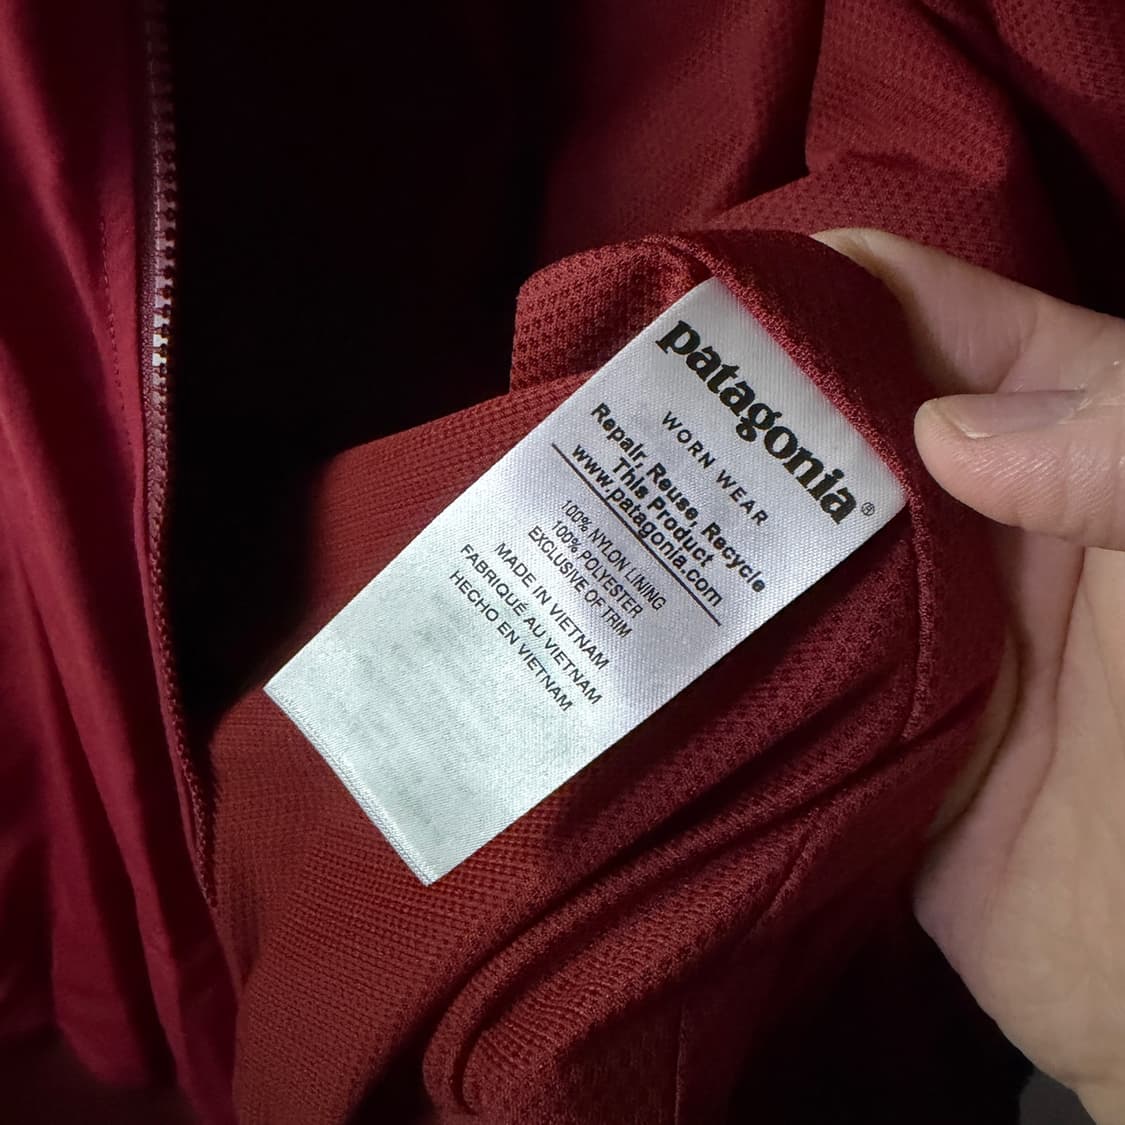 patagonia®
WORN WEAR
Repair, Reuse, Recycle
This Product
www.patagonia.com
100% NYLON LINING
100% POLYESTER
EXCLUSIVE OF TRIM
MADE IN VIETNAM
FABRIQUÉ AU VIETNAM
HECHO EN VIETNAM